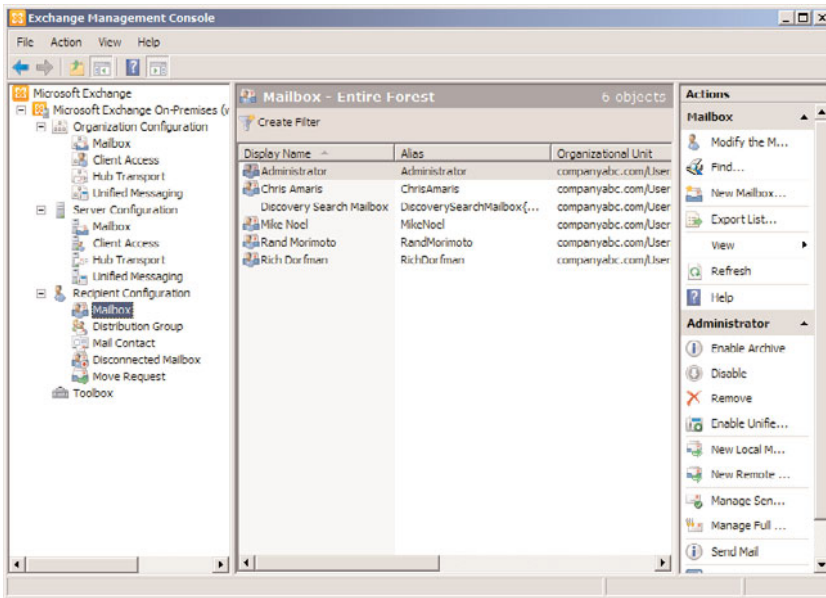 Exchange Management Console
File Action View Help
Microsoft Exchange
Microsoft Exchange On-Premises (
Organization Configuration
Mailbox
Client Access
Hub Transport
Unified Messaging
Server Configuration
Mailbox
Client Access
Hub Transport
Unified Messaging
Recipient Configuration
Mailbox
Distribution Group
Mail Contact
Disconnected Mailbox
Move Request
Toolbox
Mailbox - Entire Forest 6 objects
Create Filter
Display Name Alias Organizational Unit
Administrator Administrator companyabc.com/User
Chris Amaris ChrisAmaris companyabc.com/User
Discovery Search Mailbox DiscoverySearchMailbox{... companyabc.com/User
Mike Noel MikeNoel companyabc.com/User
Rand Morimoto RandMorimoto companyabc.com/User
Rich Dorfman RichDorfman companyabc.com/User
Actions
Mailbox
Modify the M...
Find...
New Mailbox...
Export List...
View
Refresh
Help
Administrator
Enable Archive
Disable
Remove
Enable Unifie...
New Local M...
New Remote ...
Manage Sen...
Manage Full ...
Send Mail